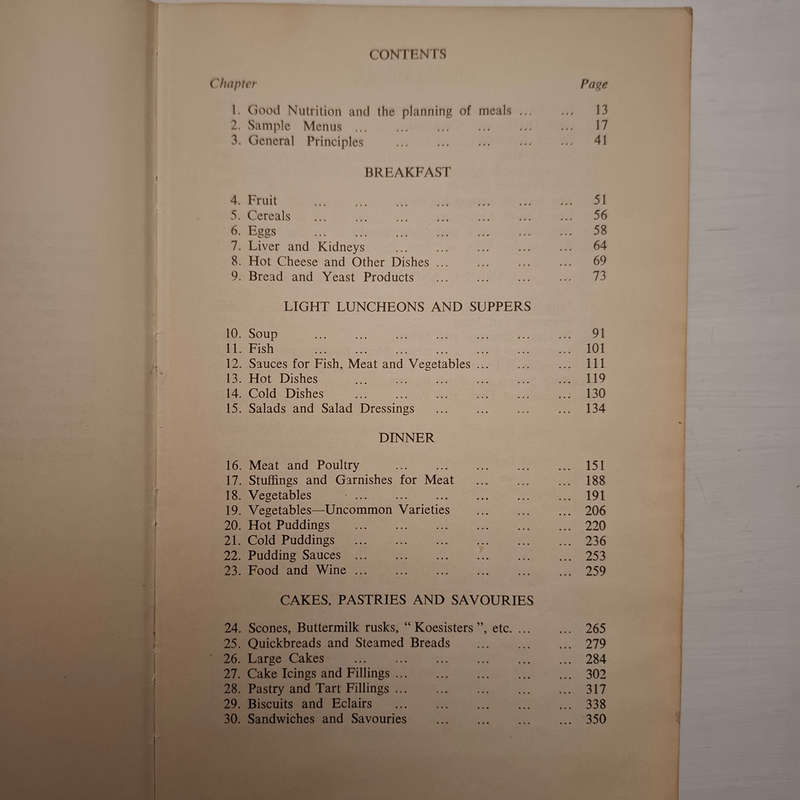 CONTENTS
Chapter Page
1. Good Nutrition and the planning of meals ... ... 13
2. Sample Menus ... ... ... ... ... ... 17
3. General Principles ... ... ... ... ... 41
BREAKFAST
4. Fruit ... ... ... ... ... ... ... 51
5. Cereals ... ... ... ... ... ... ... 56
6. Eggs ... ... ... ... ... ... ... 58
7. Liver and Kidneys ... ... ... ... ... 64
8. Hot Cheese and Other Dishes ... ... ... ... 69
9. Bread and Yeast Products ... ... ... ... 73
LIGHT LUNCHEONS AND SUPPERS
10. Soup ... ... ... ... ... ... ... 91
11. Fish ... ... ... ... ... ... ... 101
12. Sauces for Fish, Meat and Vegetables ... ... ... 111
13. Hot Dishes ... ... ... ... ... ... 119
14. Cold Dishes ... ... ... ... ... ... 130
15. Salads and Salad Dressings ... ... ... ... 134
DINNER
16. Meat and Poultry ... ... ... ... ... 151
17. Stuffings and Garnishes for Meat ... ... ... 188
18. Vegetables ... ... ... ... ... ... 191
19. Vegetables—Uncommon Varieties ... ... ... 206
20. Hot Puddings ... ... ... ... ... ... 220
21. Cold Puddings ... ... ... ... ... ... 236
22. Pudding Sauces ... ... ... ... ... ... 253
23. Food and Wine ... ... ... ... ... ... 259
CAKES, PASTRIES AND SAVOURIES
24. Scones, Buttermilk rusks, “ Koesisters ”, etc. ... ... 265
25. Quickbreads and Steamed Breads ... ... ... 279
26. Large Cakes ... ... ... ... ... ... 284
27. Cake Icings and Fillings ... ... ... ... ... 302
28. Pastry and Tart Fillings ... ... ... ... ... 317
29. Biscuits and Eclairs ... ... ... ... ... 338
30. Sandwiches and Savouries ... ... ... ... 350